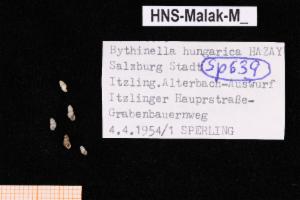 HNS-Malak-M_
Bythinella hungarica HAZAY
Salzburg Stadt Sp639
Itzling.Alterbach-Auswurf
Itzlinger Hauprstraße-
Grabenbauernweg
4.4.1954/1 SPERLING